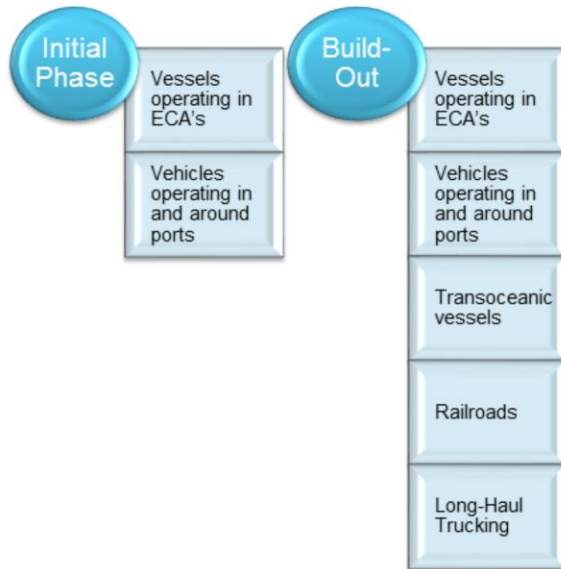 Initial
Phase
Vessels
operating in
ECA's
Vehicles
operating in
and around
ports
Build-
Out
Vessels
operating in
ECA's
Vehicles
operating in
and around
ports
Transoceanic
vessels
Railroads
Long-Haul
Trucking